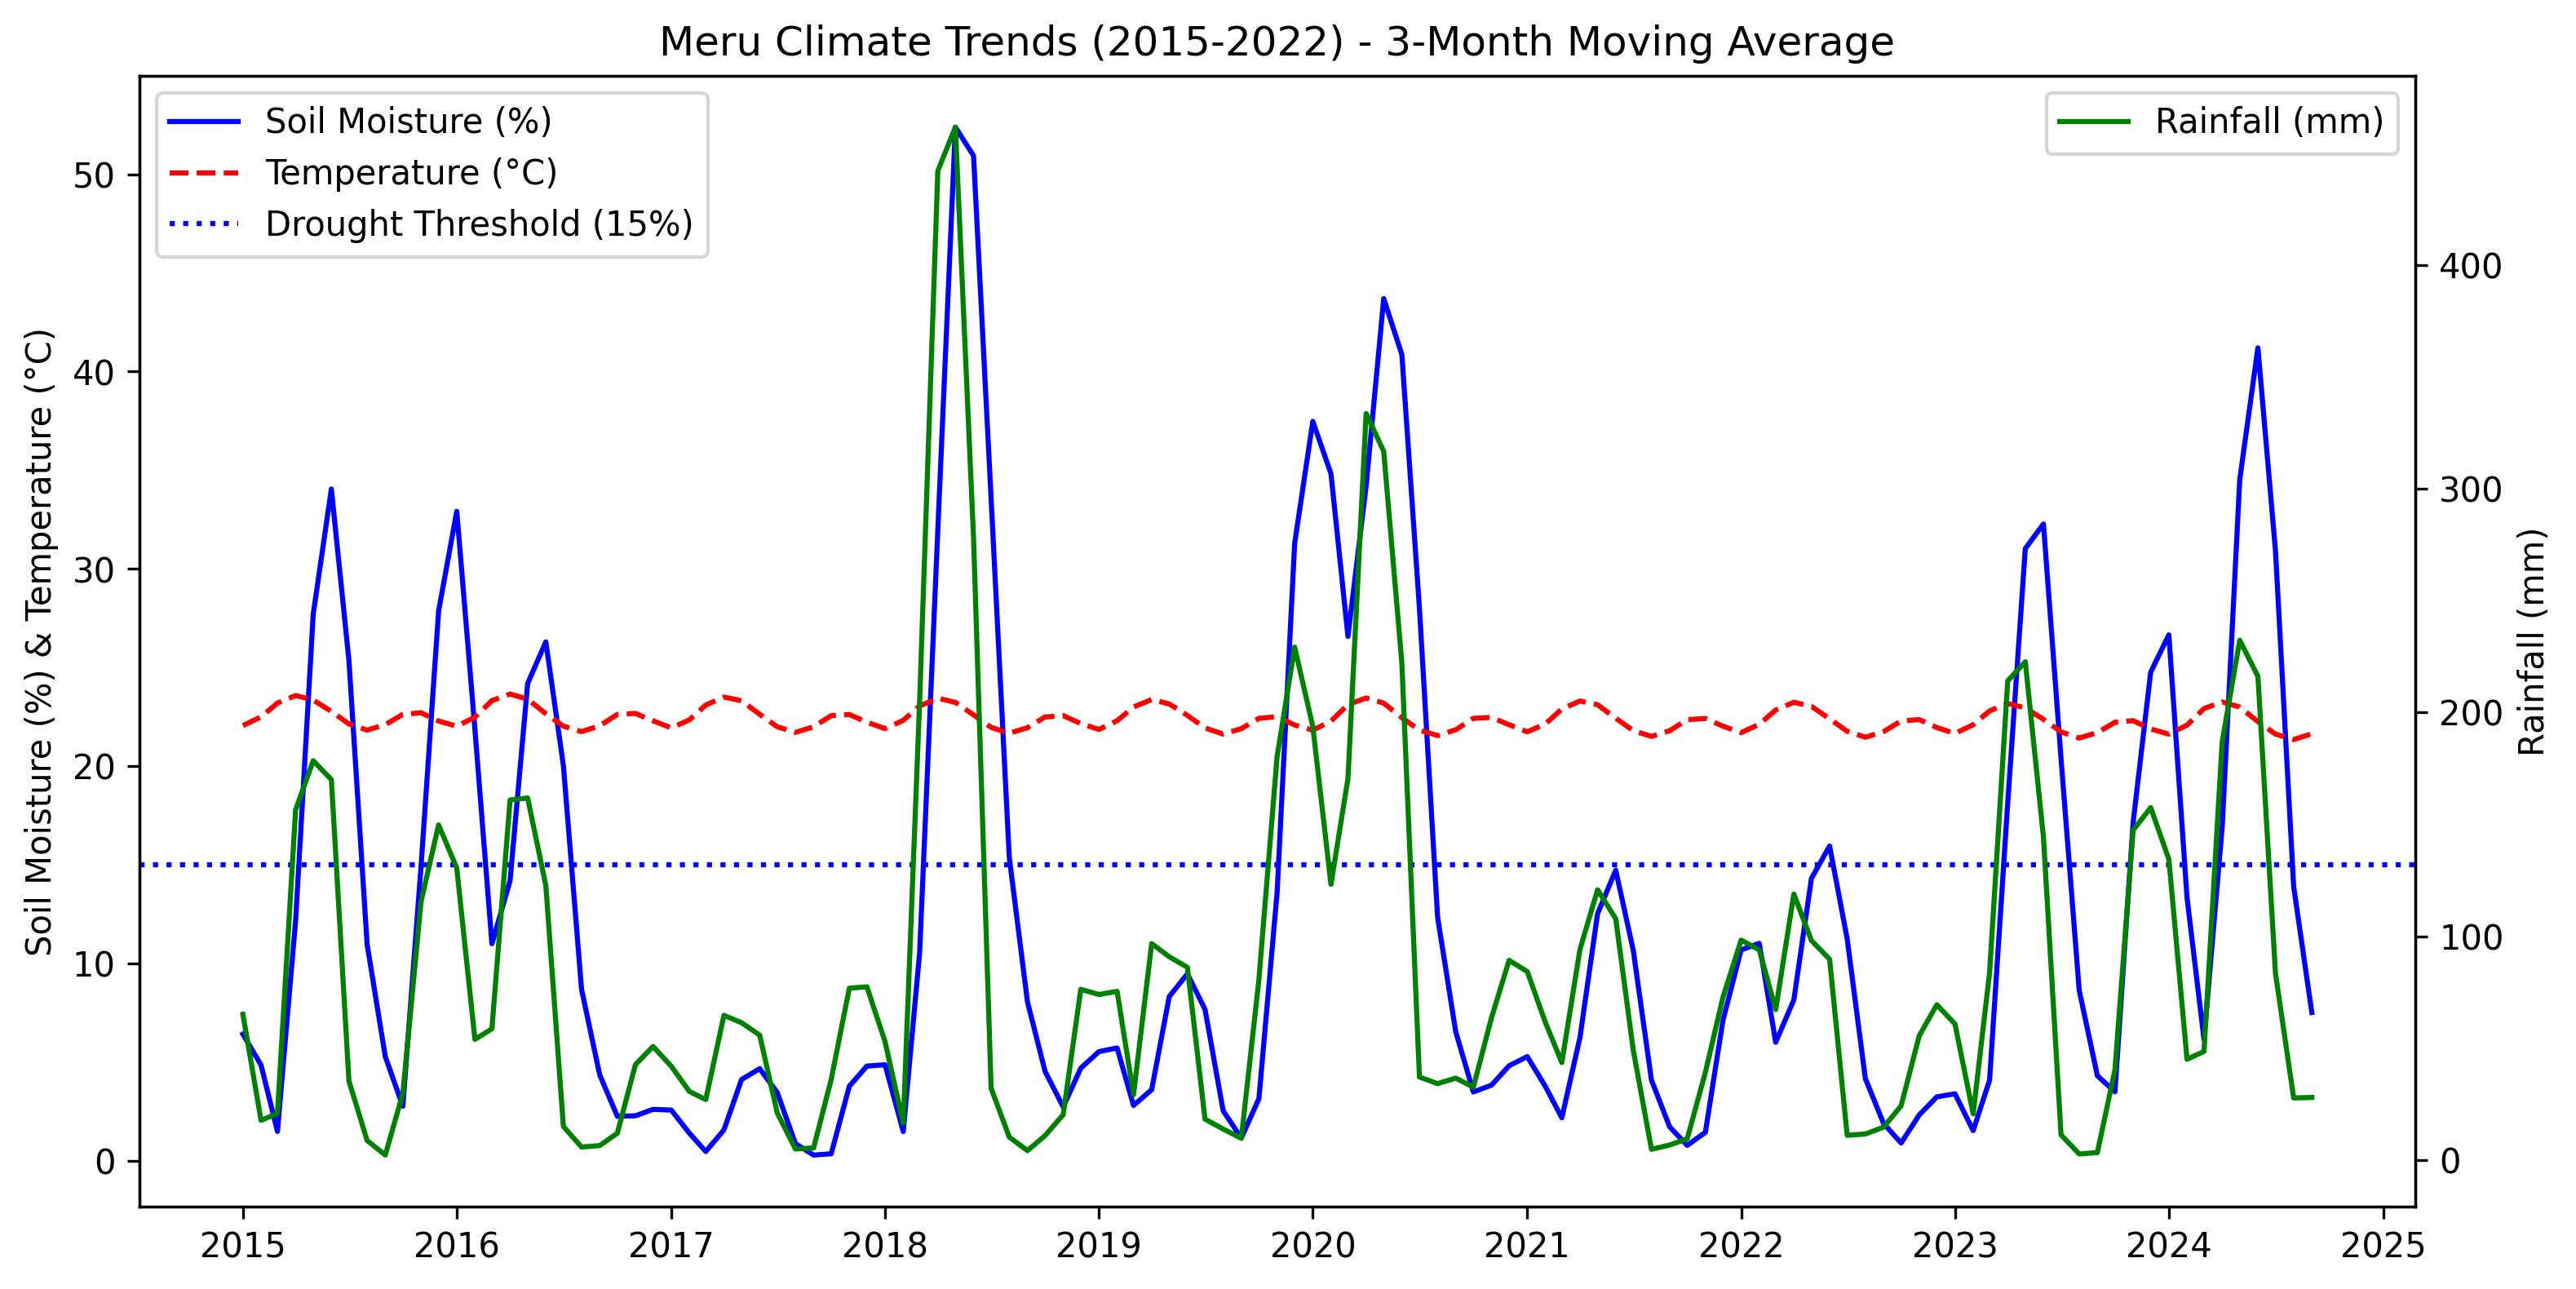 Meru Climate Trends (2015-2022) - 3-Month Moving Average
Soil Moisture (%)
Temperature (°C)
Drought Threshold (15%)
Rainfall (mm)
Soil Moisture (%) & Temperature (°C)
50
40
30
20
10
0
400
300
200
100
0
Rainfall (mm)
2015 2016 2017 2018 2019 2020 2021 2022 2023 2024 2025